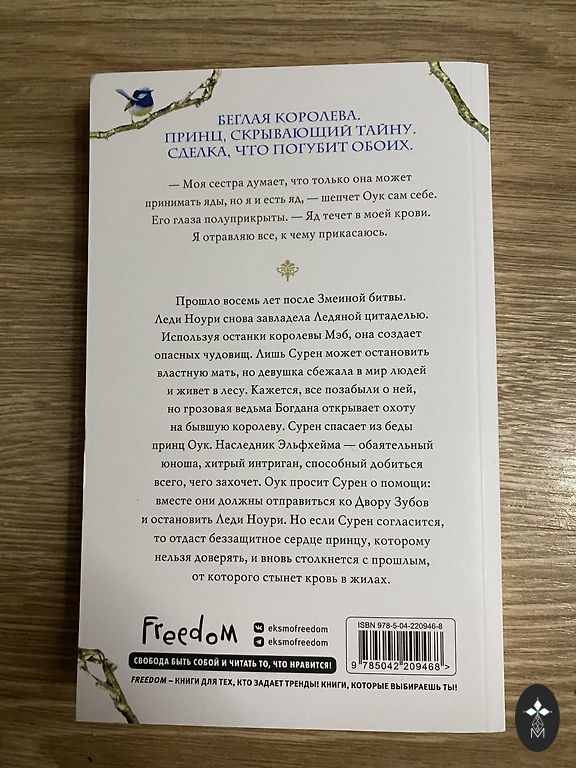 БЕГЛАЯ КОРОЛЕВА.
ПРИНЦ, СКРЫВАЮЩИЙ ТАЙНУ.
СДЕЛКА, ЧТО ПОГУБИТ ОБОИХ.
— Моя сестра думает, что только она может
принимать яды, но я и есть яд, — шепчет Оук сам себе.
Его глаза полуприкрыты. — Яд течет в моей крови.
Я отравляю все, к чему прикасаюсь.
Прошло восемь лет после Змеиной битвы.
Леди Ноури снова завладела Ледяной цитаделью.
Используя останки королевы Мэб, она создает
опасных чудовищ. Лишь Сурен может остановить
властную мать, но девушка сбежала в мир людей
и живет в лесу. Кажется, все позабыли о ней,
но грозовая ведьма Богдана открывает охоту
на бывшую королеву. Сурен спасает из беды
принц Оук. Наследник Эльфхейма — обаятельный
юноша, хитрый интриган, способный добиться
всего, чего захочет. Оук просит Сурен о помощи:
вместе они должны отправиться ко Двору Зубов
и остановить Леди Ноури. Но если Сурен согласится,
то отдаст беззащитное сердце принцу, которому
нельзя доверять, и вновь столкнется с прошлым,
от которого стынет кровь в жилах.
Freedom
eksmofreedom
eksmofreedom
СВОБОДА БЫТЬ СОБОЙ И ЧИТАТЬ ТО, ЧТО НРАВИТСЯ!
FREEDOM – КНИГИ ДЛЯ ТЕХ, КТО ЗАДАЕТ ТРЕНДЫ! КНИГИ, КОТОРЫЕ ВЫБИРАЕШЬ ТЫ!
ISBN 978-5-04-220946-8
9 785042 209468 >
M